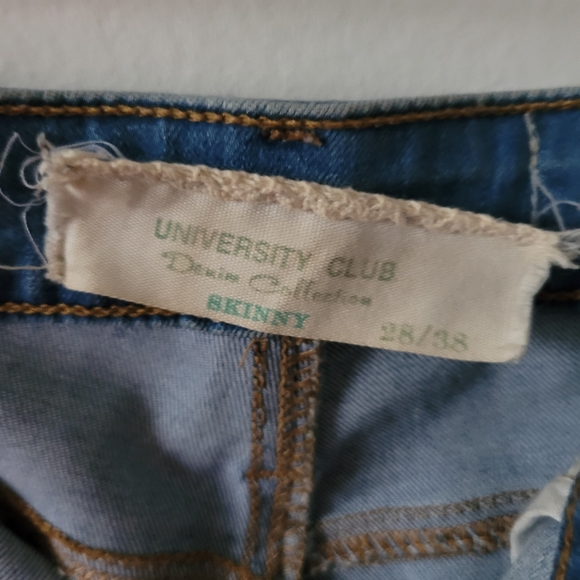 UNIVERSITY CLUB
Denim Collection
SKINNY
28/38